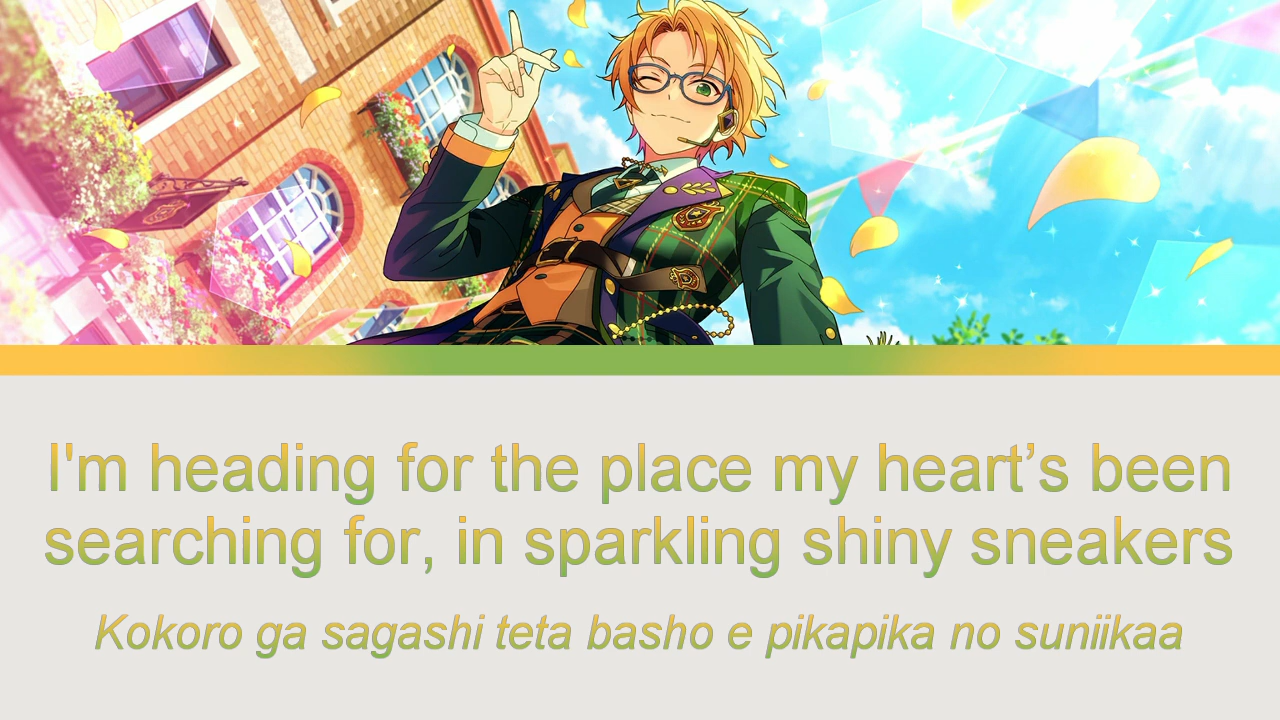 I'm heading for the place my heart’s been
searching for, in sparkling shiny sneakers
Kokoro ga sagashi teta basho e pikapika no suniikaa